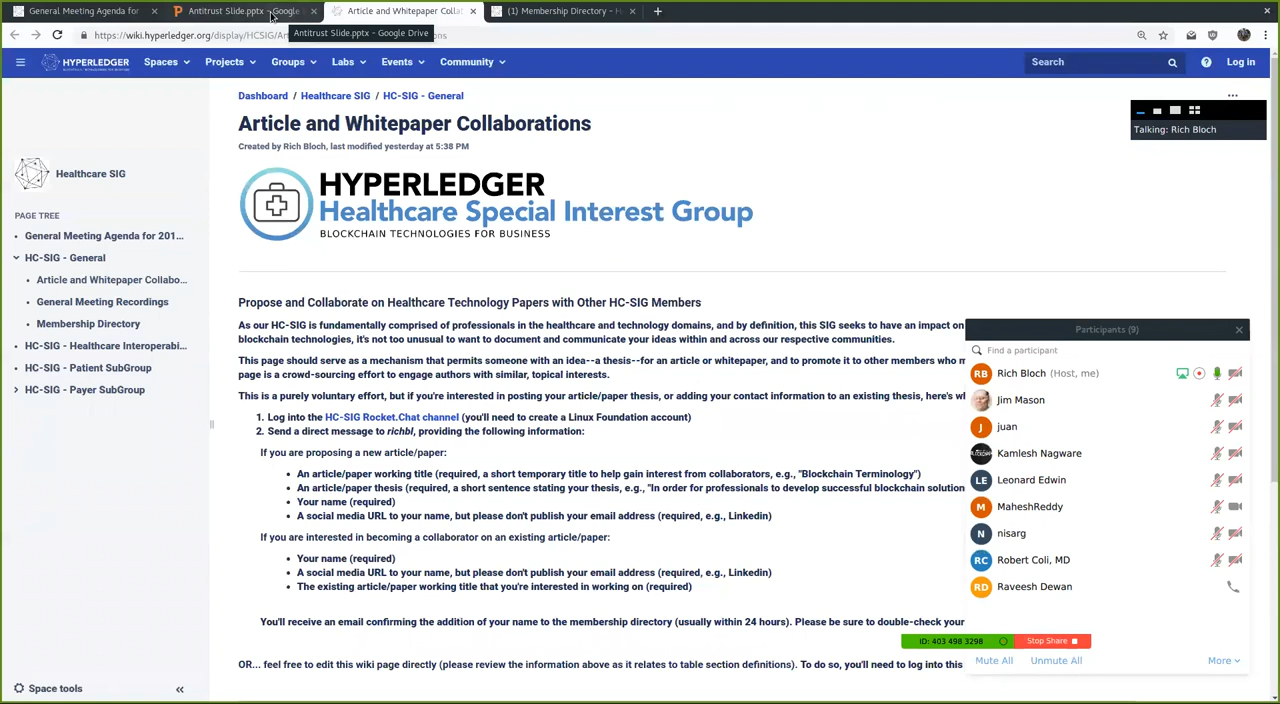 General Meeting Agenda for
Antitrust Slide.pptx - Google
Article and Whitepaper Collab
(1) Membership Directory - H
https://wiki.hyperledger.org/display/HCSIG/
Antitrust Slide.pptx - Google Drive
HYPERLEDGER
Spaces
Projects
Groups
Labs
Events
Community
Search
Log in
Dashboard / Healthcare SIG / HC-SIG - General
Article and Whitepaper Collaborations
Created by Rich Bloch, last modified yesterday at 5:38 PM
Talking: Rich Bloch
Healthcare SIG
PAGE TREE
General Meeting Agenda for 201...
HC-SIG - General
Article and Whitepaper Collabo...
General Meeting Recordings
Membership Directory
HC-SIG - Healthcare Interoperabi...
HC-SIG - Patient SubGroup
HC-SIG - Payer SubGroup
Space tools
HYPERLEDGER
Healthcare Special Interest Group
BLOCKCHAIN TECHNOLOGIES FOR BUSINESS
Propose and Collaborate on Healthcare Technology Papers with Other HC-SIG Members
As our HC-SIG is fundamentally comprised of professionals in the healthcare and technology domains, and by definition, this SIG seeks to have an impact on
blockchain technologies, it's not too unusual to want to document and communicate your ideas within and across our respective communities.
This page should serve as a mechanism that permits someone with an idea--a thesis--for an article or whitepaper, and to promote it to other members who m
page is a crowd-sourcing effort to engage authors with similar, topical interests.
This is a purely voluntary effort, but if you're interested in posting your article/paper thesis, or adding your contact information to an existing thesis, here's w
1. Log into the HC-SIG Rocket.Chat channel (you'll need to create a Linux Foundation account)
2. Send a direct message to richbl, providing the following information:
If you are proposing a new article/paper:
An article/paper working title (required, a short temporary title to help gain interest from collaborators, e.g., "Blockchain Terminology")
An article/paper thesis (required, a short sentence stating your thesis, e.g., "In order for professionals to develop successful blockchain solution
Your name (required)
A social media URL to your name, but please don't publish your email address (required, e.g., Linkedin)
If you are interested in becoming a collaborator on an existing article/paper:
Your name (required)
A social media URL to your name, but please don't publish your email address (required, e.g., Linkedin)
The existing article/paper working title that you're interested in working on (required)
You'll receive an email confirming the addition of your name to the membership directory (usually within 24 hours). Please be sure to double-check your
OR... feel free to edit this wiki page directly (please review the information above as it relates to table section definitions). To do so, you'll need to log into this
Participants (9)
Find a participant
RB Rich Bloch (Host, me)
Jim Mason
J juan
Kamlesh Nagware
LE Leonard Edwin
M MaheshReddy
N nisarg
RC Robert Coli, MD
RD Raveesh Dewan
ID: 403 498 3298
Stop Share
Mute All
Unmute All
More